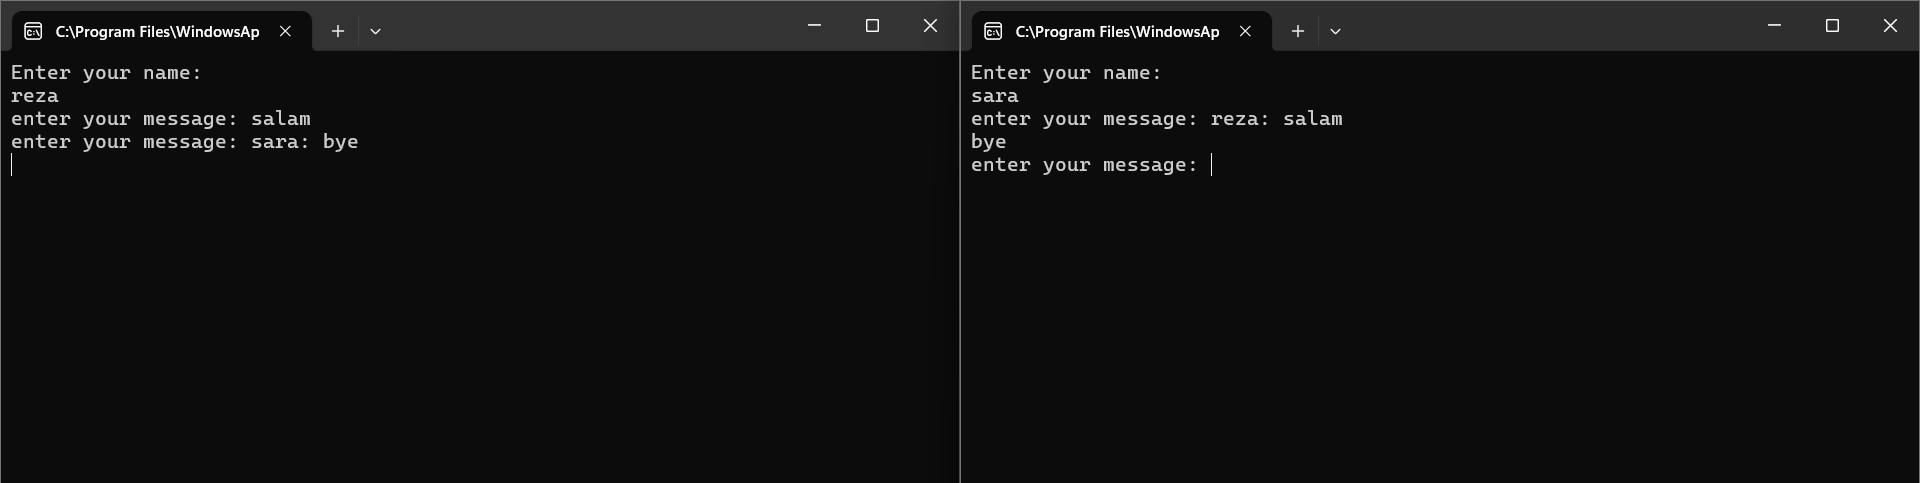 C:\Program Files\WindowsAp
Enter your name:
reza
enter your message: salam
enter your message: sara: bye
C:\Program Files\WindowsAp
Enter your name:
sara
enter your message: reza: salam
bye
enter your message: